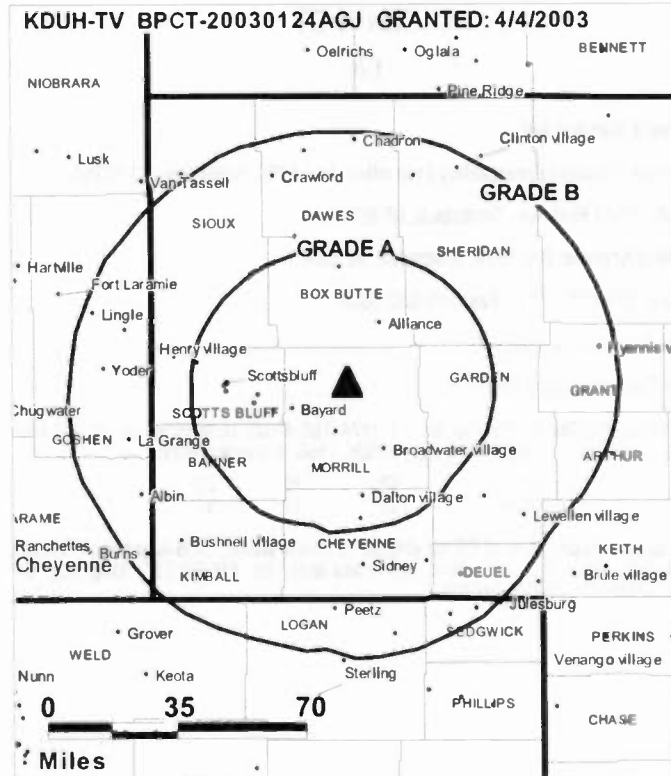 KDUH-TV BPCT-20030124AGJ GRANTED: 4/4/2003
Oelrichs
Oglala
BENNETT
NIOBRARA
Pine Ridge
Chadron
Clinton village
Lusk
Crawford
Van Tassell
GRADE B
SIOUX
DAWES
GRADE A
SHERIDAN
Hartville
Fort Laramie
BOX BUTTE
Lingle
Alliance
Henry village
Yoder
Scottsbluff
GARDEN
GRANT
Chugwater
SCOTTS BLUFF
Bayard
GOSHEN
La Grange
Broadwater village
BANNER
MORRILL
ARTHUR
Albin
Dalton village
ARAMIE
Lewellen village
Ranchettes
Burns
Bushnell village
CHEYENNE
KEITH
Cheyenne
KIMBALL
Sidney
DEUEL
Brule village
Peetz
Julesburg
LOGAN
Grover
SEDGWICK
PERKINS
WELD
Venango village
Nunn
Keota
Sterling
0 35 70
PHILLIPS
CHASE
Miles